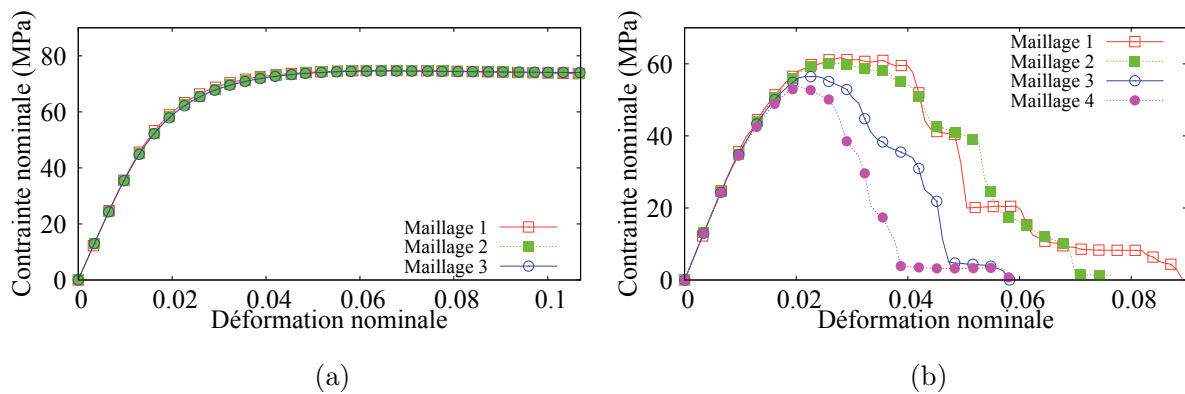 Contrainte nominale (MPa)
80
60
40
20
0
0
0.02
0.04
0.06
0.08
0.1
Déformation nominale
Maillage 1
Maillage 2
Maillage 3
(a)
Contrainte nominale (MPa)
60
40
20
0
0
0.02
0.04
0.06
0.08
Déformation nominale
Maillage 1
Maillage 2
Maillage 3
Maillage 4
(b)